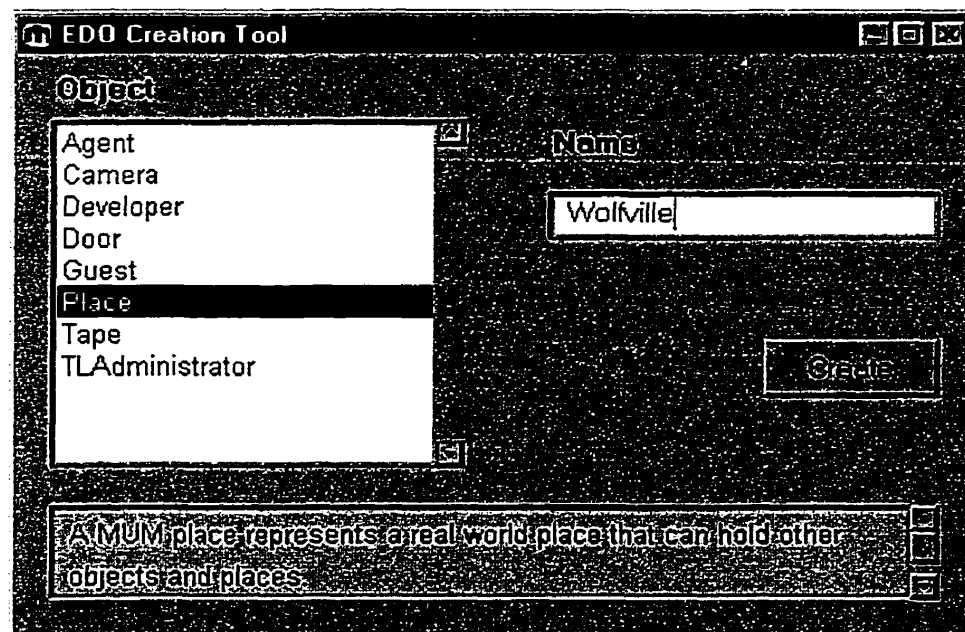 EDO Creation Tool
Object
Agent
Camera
Developer
Door
Guest
Place
Tape
TLAdministrator
Name
Wolfville
Create
A MUM place represents a real world place that can hold other
objects and places